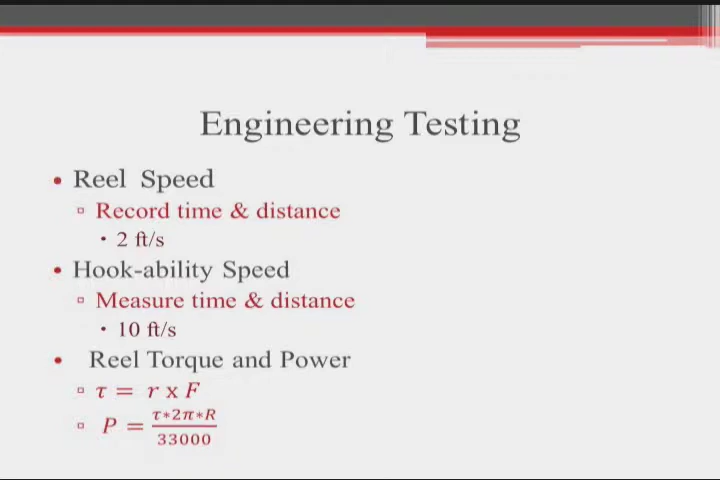 Engineering Testing
• Reel Speed
▫ Record time & distance
• 2 ft/s
• Hook-ability Speed
▫ Measure time & distance
• 10 ft/s
• Reel Torque and Power
▫ τ = r x F
▫ P = τ*2π*R / 33000